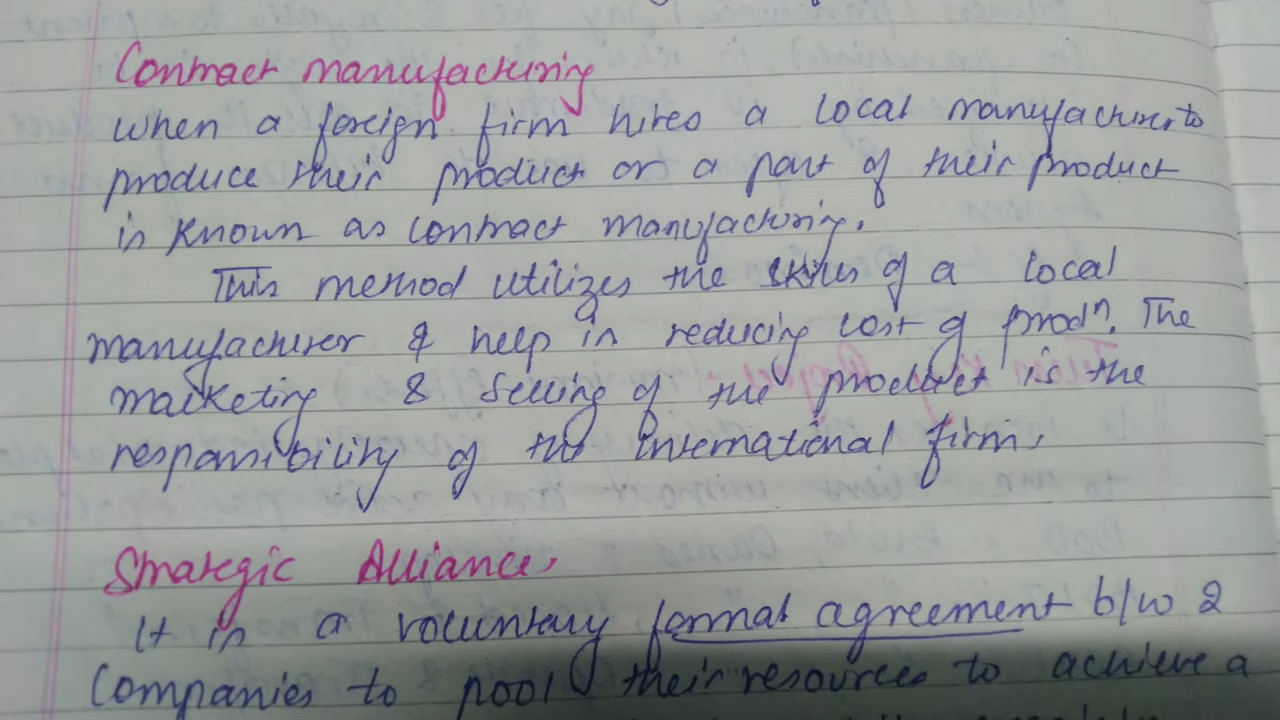 Contract manufacturing
When a foreign firm hires a local manufacturer to
produce their product or a part of their product
is known as contract manufacturing.
This method utilizes the skills of a local
manufacturer & help in reducing cost of prodn. The
marketing & selling of the product is the
responsibility of the international firm.
Strategic Alliance.
It is a voluntary formal agreement b/w 2
Companies to pool their resources to achieve a